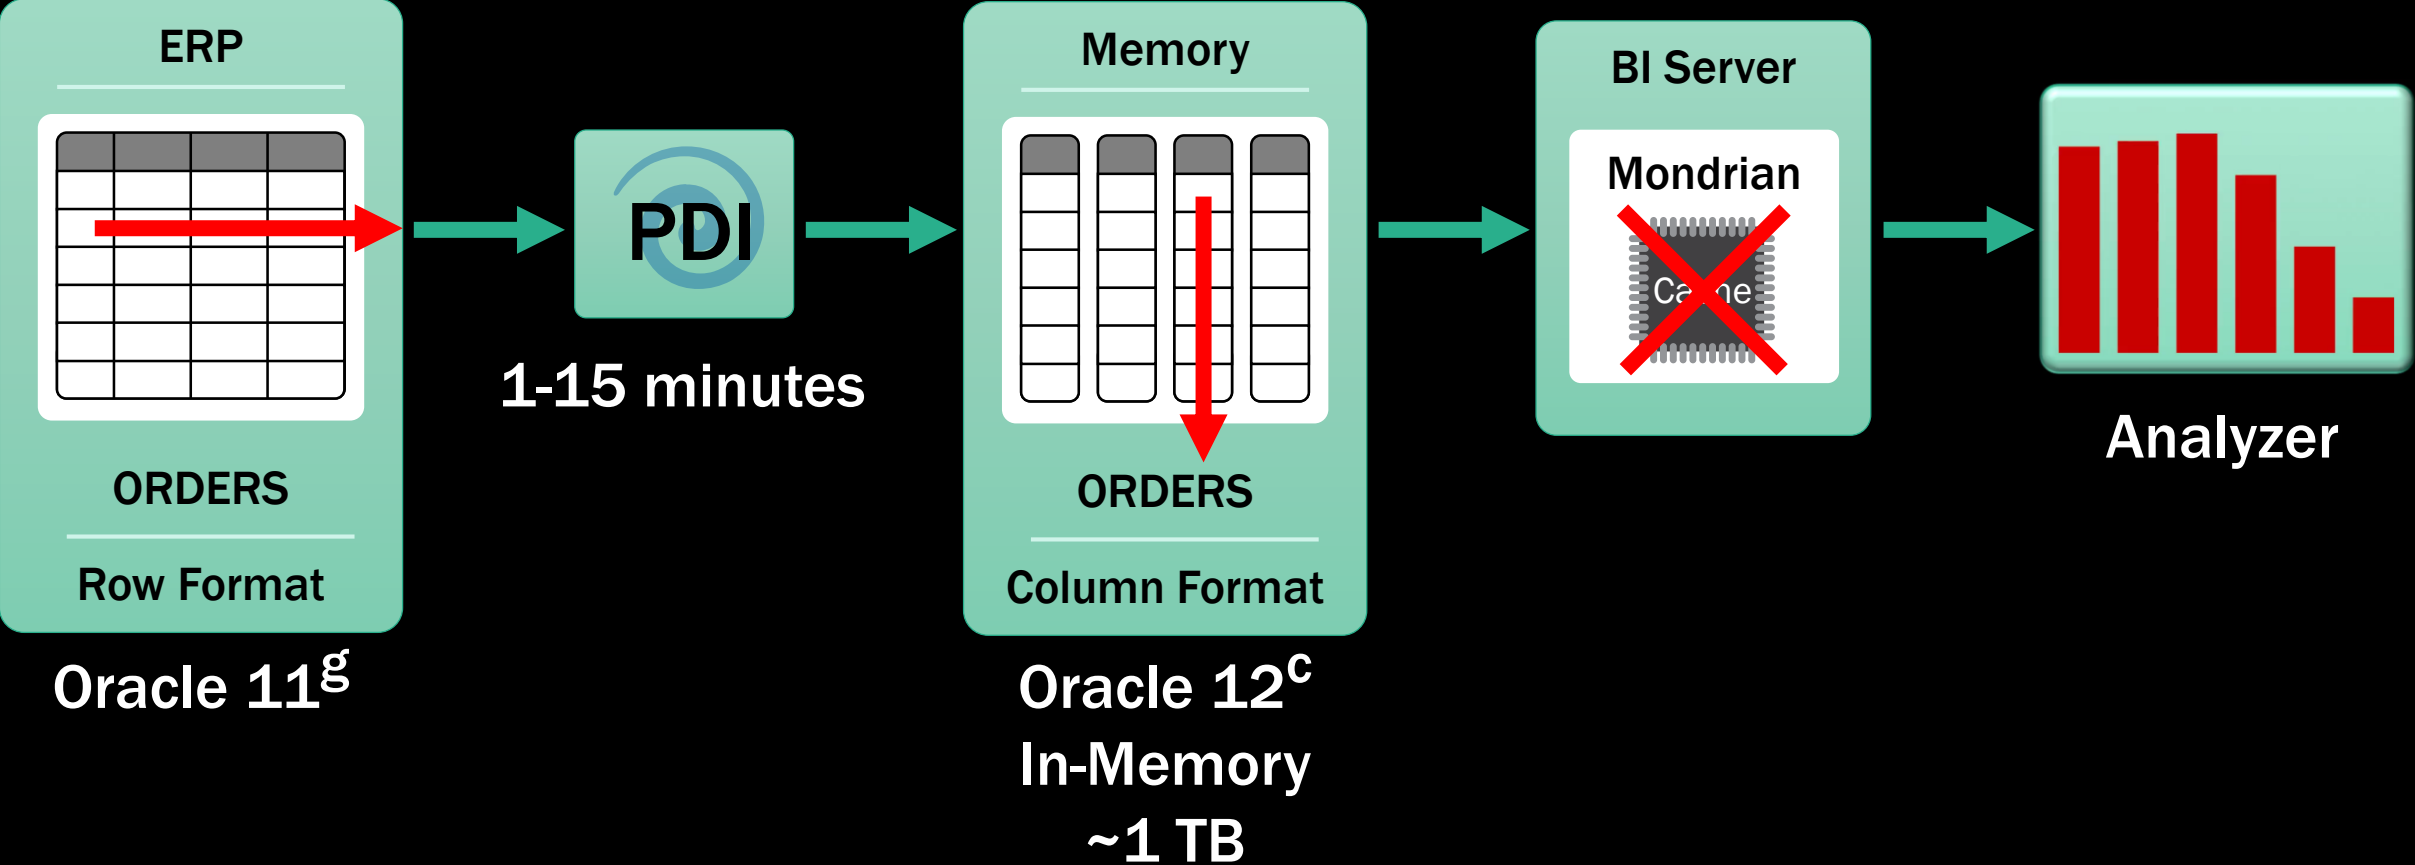 ERP
ORDERS
Row Format
Oracle 11g
PDI
1-15 minutes
Memory
ORDERS
Column Format
Oracle 12c
In-Memory
~1 TB
BI Server
Mondrian
Cache
Analyzer